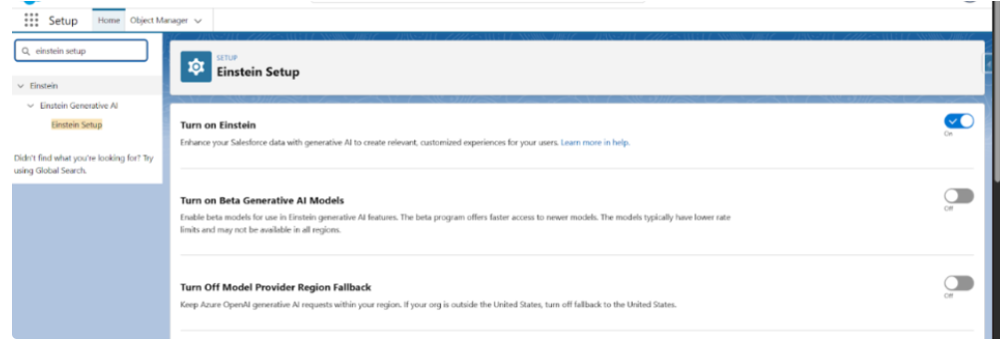 Setup
Home
Object Manager
einstein setup
Einstein
Einstein Generative AI
Einstein Setup
Didn't find what you're looking for? Try
using Global Search.
SETUP
Einstein Setup
Turn on Einstein
Enhance your Salesforce data with generative AI to create relevant, customized experiences for your users. Learn more in help.
On
Turn on Beta Generative AI Models
Enable beta models for use in Einstein generative AI features. The beta program offers faster access to newer models. The models typically have lower rate
limits and may not be available in all regions.
Off
Turn Off Model Provider Region Fallback
Keep Azure OpenAI generative AI requests within your region. If your org is outside the United States, turn off fallback to the United States.
Off